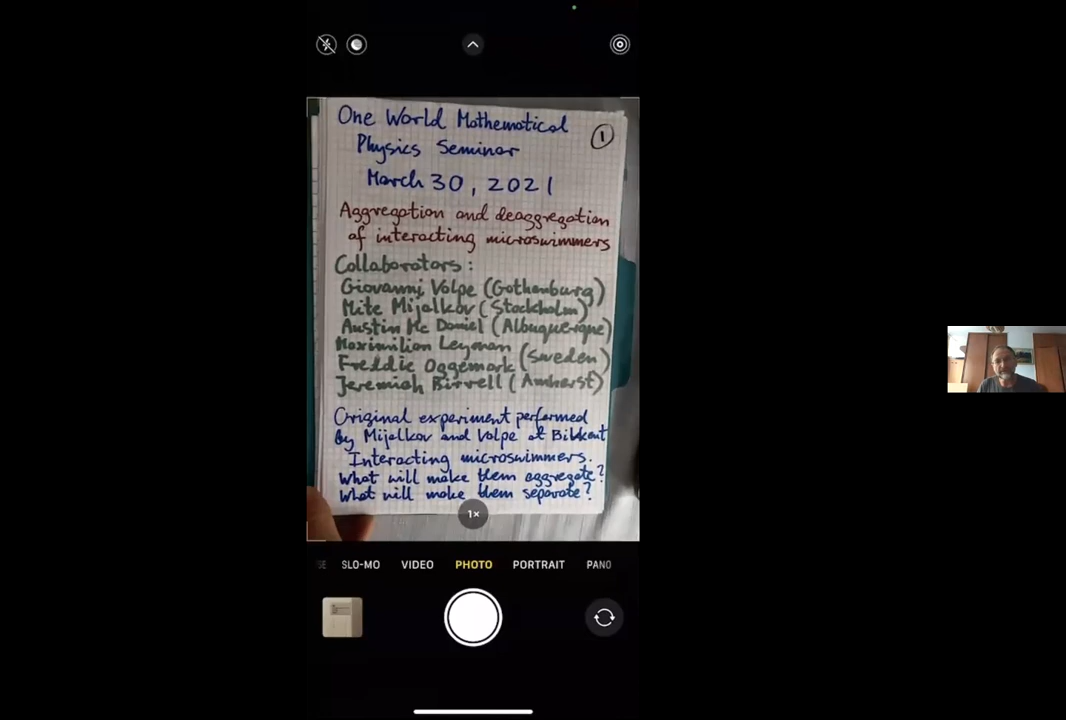 One World Mathematical
Physics Seminar
1
March 30, 2021
Aggregation and deaggregation
of interacting microswimmers
Collaborators:
Giovanni Volpe (Gothenburg)
Mite Mijalkov (Stockholm)
Austin Mc Daniel (Albuquerque)
Maximilian Leyman
Freddie Oggemark (Sweden)
Jeremiah Birrell (Amherst)
Original experiment performed
by Mijalkov and Volpe at Bilkent
Interacting microswimmers.
What will make them aggregate?
What will make them separate?
1×
SLO-MO VIDEO PHOTO PORTRAIT PANO